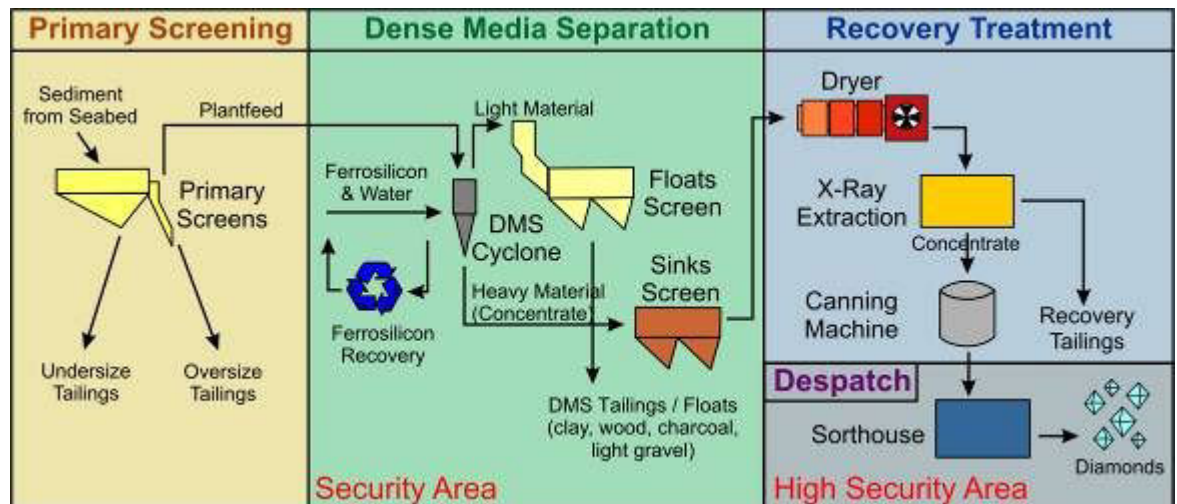 Primary Screening
Sediment
from Seabed
Plantfeed
Primary
Screens
Undersize
Tailings
Oversize
Tailings
Dense Media Separation
Light Material
Ferrosilicon
& Water
Floats
Screen
DMS
Cyclone
Sinks
Screen
Heavy Material
(Concentrate)
Ferrosilicon
Recovery
DMS Tailings / Floats
(clay, wood, charcoal,
light gravel)
Security Area
Recovery Treatment
Dryer
X-Ray
Extraction
Concentrate
Canning
Machine
Recovery
Tailings
Despatch
Sorthouse
Diamonds
High Security Area